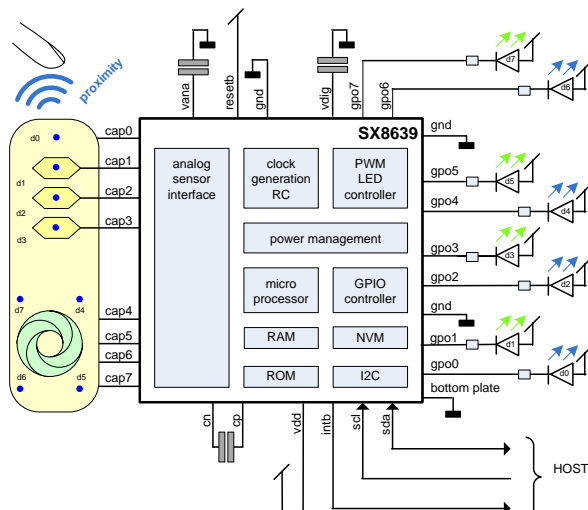 proximity
vana
resetb
gnd
vdig
gpo7
gpo6
d7
d6
SX8639
d0
cap0
cap1
d1
cap2
d2
cap3
d3
d7
d4
cap4
cap5
cap6
d6
d5
cap7
analog
sensor
interface
clock
generation
RC
PWM
LED
controller
power management
micro
processor
GPIO
controller
RAM
NVM
ROM
I2C
gnd
gpo5
d5
gpo4
d4
gpo3
d3
gpo2
d2
gnd
gpo1
d1
gpo0
d0
bottom plate
cn
cp
vdd
intb
scl
sda
HOST